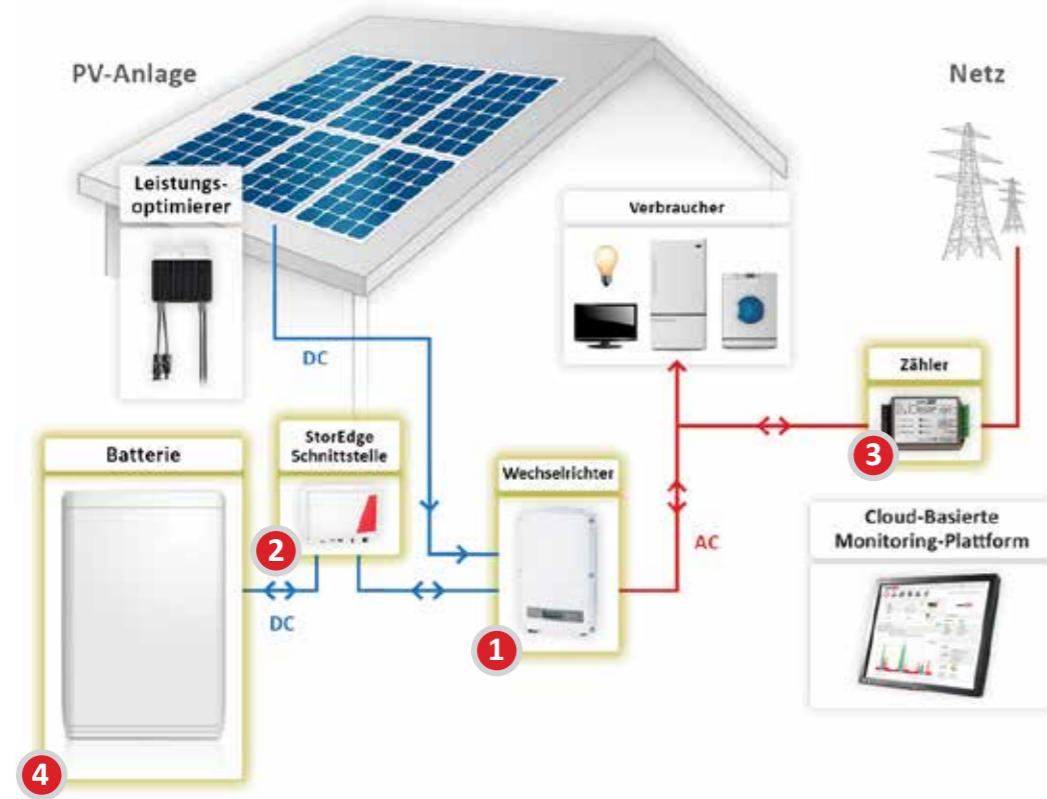 PV-Anlage
Netz
Leistungs-
optimierer
Verbraucher
DC
Zähler
3
StorEdge
Schnittstelle
Batterie
Wechselrichter
2
AC
Cloud-Basierte
Monitoring-Plattform
DC
1
4